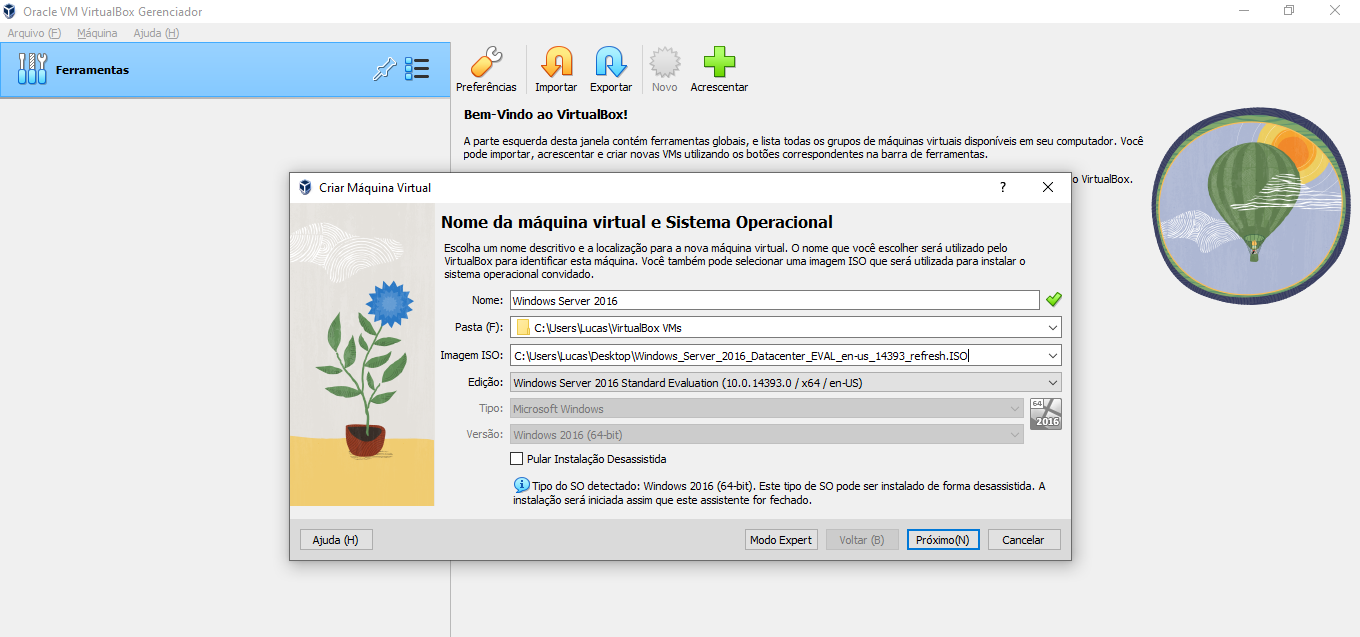 Oracle VM VirtualBox Gerenciador
Arquivo (F) Máquina Ajuda (H)
Ferramentas
Preferências Importar Exportar Novo Acrescentar
Bem-Vindo ao VirtualBox!
A parte esquerda desta janela contém ferramentas globais, e lista todas os grupos de máquinas virtuais disponíveis em seu computador. Você
pode importar, acrescentar e criar novas VMs utilizando os botões correspondentes na barra de ferramentas.
o VirtualBox.
Criar Máquina Virtual
?
Nome da máquina virtual e Sistema Operacional
Escolha um nome descritivo e a localização para a nova máquina virtual. O nome que você escolher será utilizado pelo
VirtualBox para identificar esta máquina. Você também pode selecionar uma imagem ISO que será utilizada para instalar o
sistema operacional convidado.
Nome: Windows Server 2016
Pasta (F): C:\Users\Lucas\VirtualBox VMs
Imagem ISO: C:\Users\Lucas\Desktop\Windows_Server_2016_Datacenter_EVAL_en-us_14393_refresh.ISO
Edição: Windows Server 2016 Standard Evaluation (10.0.14393.0 / x64 / en-US)
Tipo: Microsoft Windows
64
2016
Versão: Windows 2016 (64-bit)
Pular Instalação Desassistida
Tipo do SO detectado: Windows 2016 (64-bit). Este tipo de SO pode ser instalado de forma desassistida. A
instalação será iniciada assim que este assistente for fechado.
Ajuda (H) Modo Expert Voltar (B) Próximo(N) Cancelar